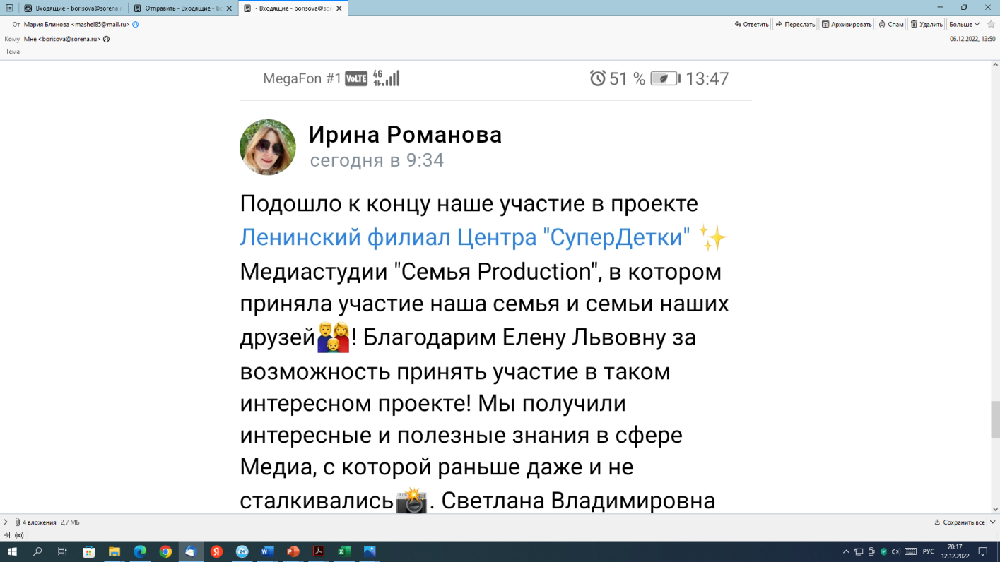 Входящие - borisova@sorena.r
Отправить - Входящие - bo
- Входящие - borisova@so
От Мария Блинова <mashel85@mail.ru>
Ответить Переслать Архивировать Спам Удалить Больше
Кому Мне <borisova@sorena.ru>
06.12.2022, 13:50
Тема
MegaFon #1 VoLTE 4G 51 % 13:47
Ирина Романова
сегодня в 9:34
Подошло к концу наше участие в проекте
Ленинский филиал Центра "СуперДетки" ✨
Медиастудии "Семья Production", в котором
приняла участие наша семья и семьи наших
друзей👨‍👩‍👦! Благодарим Елену Львовну за
возможность принять участие в таком
интересном проекте! Мы получили
интересные и полезные знания в сфере
Медиа, с которой раньше даже и не
сталкивались📸. Светлана Владимировна
4 вложения 2,7 МБ
Сохранить все
РУС
20:17
12.12.2022